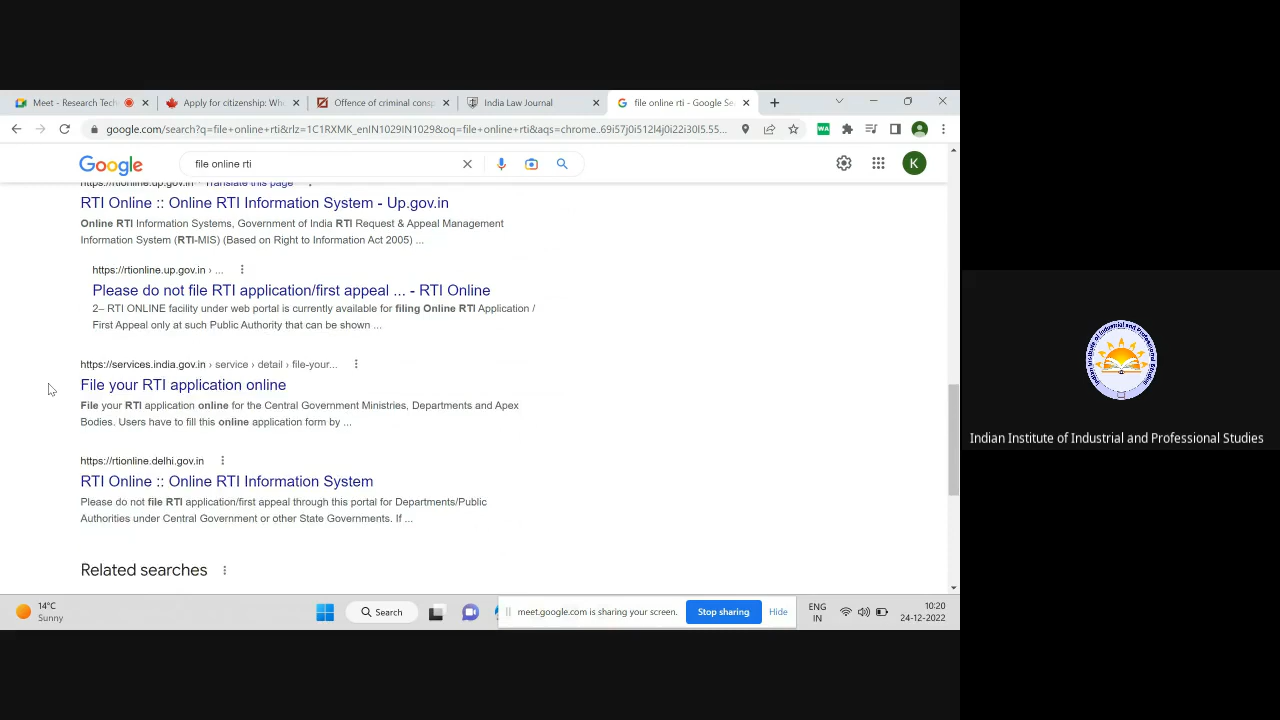 Meet - Research Tech
Apply for citizenship: Wh
Offence of criminal cons
India Law Journal
file online rti - Google Se
google.com/search?q=file+online+rti&rlz=1C1RXMK_enIN1029IN1029&oq=file+online+rti&aqs=chrome..69i57j0i512l4j0i22i30l5.55...
WA
Google
file online rti
K
https://rtionline.up.gov.in · Translate this page
RTI Online :: Online RTI Information System - Up.gov.in
Online RTI Information Systems, Government of India RTI Request & Appeal Management
Information System (RTI-MIS) (Based on Right to Information Act 2005) ...
https://rtionline.up.gov.in › ...
Please do not file RTI application/first appeal ... - RTI Online
2– RTI ONLINE facility under web portal is currently available for filing Online RTI Application /
First Appeal only at such Public Authority that can be shown ...
https://services.india.gov.in › service › detail › file-your...
File your RTI application online
File your RTI application online for the Central Government Ministries, Departments and Apex
Bodies. Users have to fill this online application form by ...
https://rtionline.delhi.gov.in
RTI Online :: Online RTI Information System
Please do not file RTI application/first appeal through this portal for Departments/Public
Authorities under Central Government or other State Governments. If ...
Related searches
14°C
Sunny
Search
meet.google.com is sharing your screen.
Stop sharing
Hide
ENG
IN
10:20
24-12-2022
Indian Institute of Industrial and Professional Studies